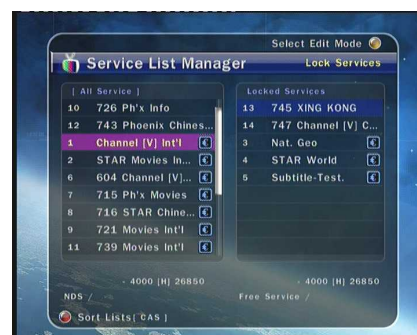 Select Edit Mode
Service List Manager
Lock Services
[ All Service ]
10 726 Ph'x Info
12 743 Phoenix Chines...
1 Channel [V] Int'l €
2 STAR Movies In... €
6 604 Channel [V]... €
7 715 Ph'x Movies €
8 716 STAR Chine... €
9 721 Movies Int'l €
11 739 Movies Int'l €
- 4000 [H] 26850
NDS /
Locked Services
13 745 XING KONG
14 747 Channel [V] C...
3 Nat. Geo €
4 STAR World €
5 Subtitle-Test. €
- 4000 [H] 26850
Free Service /
Sort Lists[ CAS ]